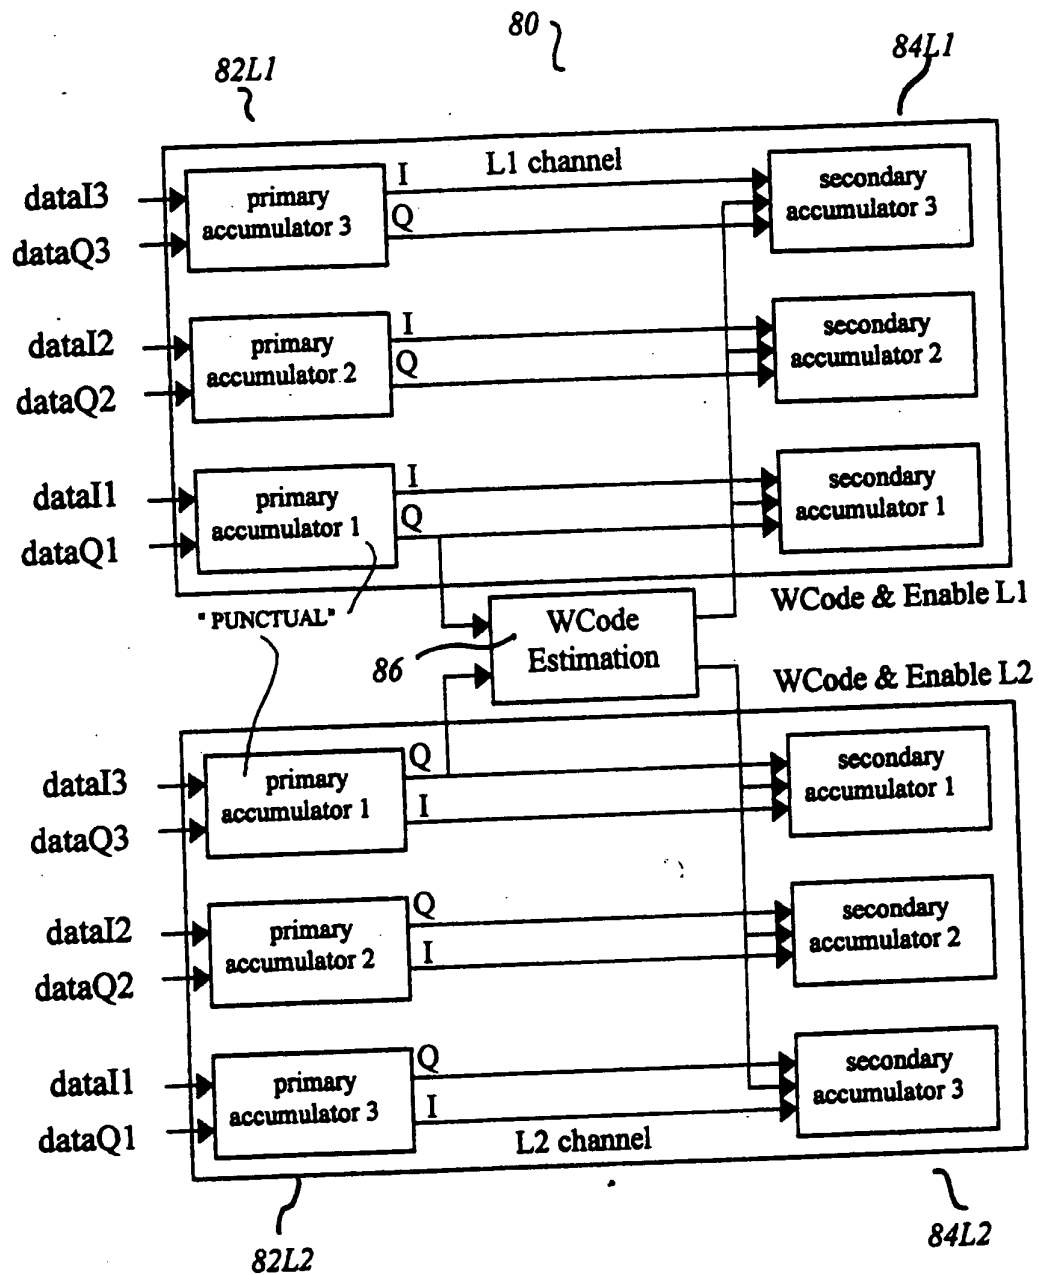 80
82L1
84L1
L1 channel
dataI3
dataQ3
primary
accumulator 3
I
Q
secondary
accumulator 3
dataI2
dataQ2
primary
accumulator 2
I
Q
secondary
accumulator 2
dataI1
dataQ1
primary
accumulator 1
I
Q
secondary
accumulator 1
"PUNCTUAL"
WCode & Enable L1
86
WCode
Estimation
WCode & Enable L2
dataI3
dataQ3
primary
accumulator 1
Q
I
secondary
accumulator 1
dataI2
dataQ2
primary
accumulator 2
Q
I
secondary
accumulator 2
dataI1
dataQ1
primary
accumulator 3
Q
I
secondary
accumulator 3
L2 channel
82L2
84L2